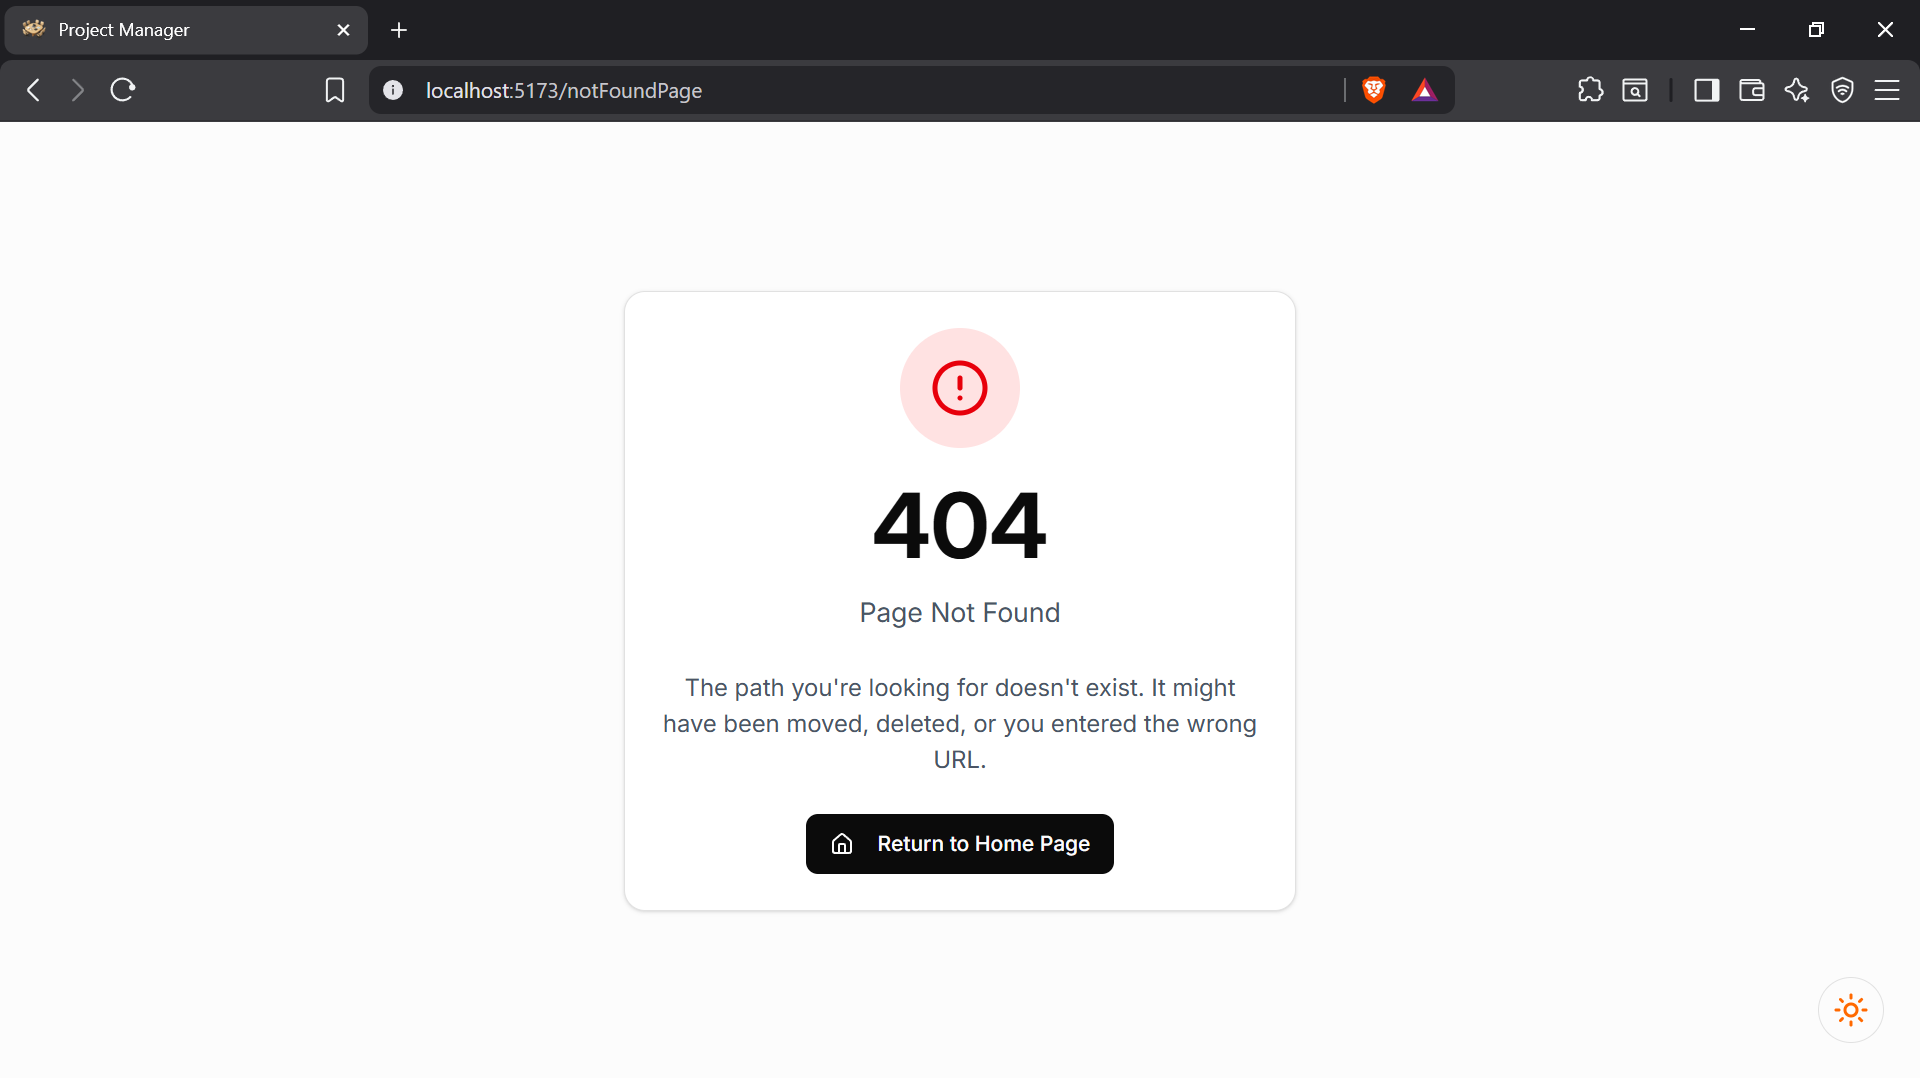 Project Manager
localhost:5173/notFoundPage
404
Page Not Found
The path you're looking for doesn't exist. It might
have been moved, deleted, or you entered the wrong
URL.
Return to Home Page